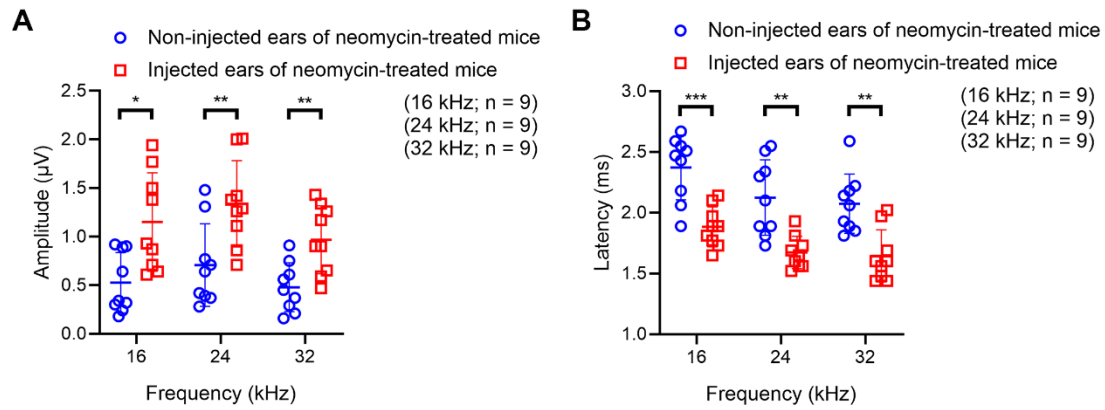 A
Non-injected ears of neomycin-treated mice
Injected ears of neomycin-treated mice
(16 kHz; n = 9)
(24 kHz; n = 9)
(32 kHz; n = 9)
* ** **
Amplitude (μV)
2.5
2.0
1.5
1.0
0.5
0.0
16 24 32
Frequency (kHz)
B
Non-injected ears of neomycin-treated mice
Injected ears of neomycin-treated mice
(16 kHz; n = 9)
(24 kHz; n = 9)
(32 kHz; n = 9)
*** ** **
Latency (ms)
3.0
2.5
2.0
1.5
1.0
16 24 32
Frequency (kHz)